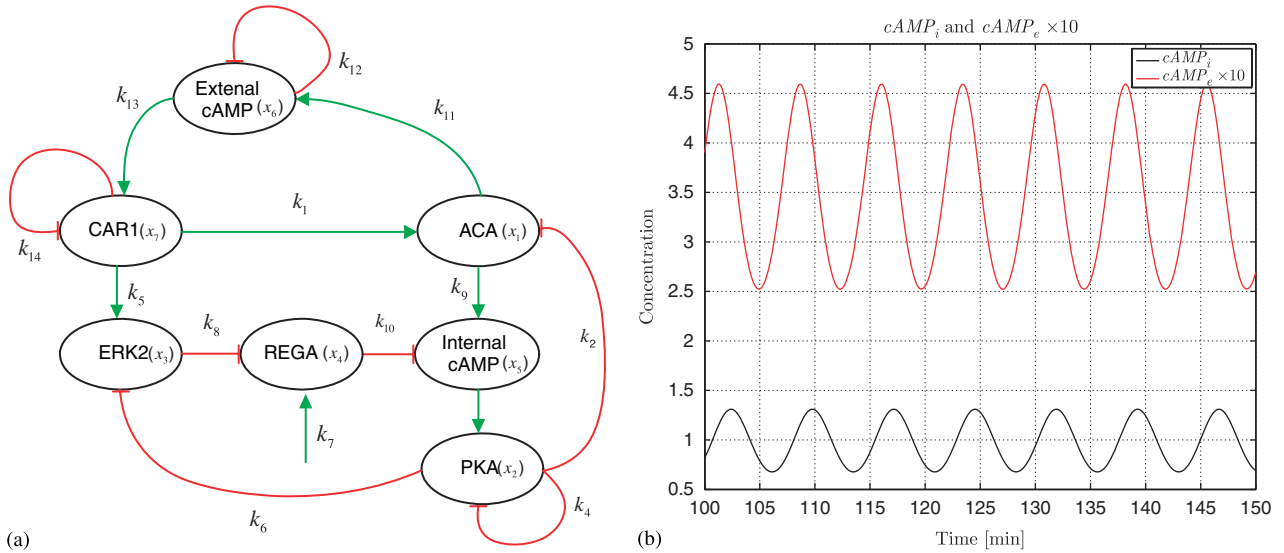 k12
Extenal
cAMP(x6)
k13
k11
k1
CAR1(x7)
ACA (x1)
k14
k5
k9
k8
k10
k2
ERK2(x3)
REGA (x4)
Internal
cAMP(x5)
k7
PKA(x2)
k6
k4
(a)
cAMPi and cAMPe ×10
cAMPi
cAMPe ×10
Concentration
5
4.5
4
3.5
3
2.5
2
1.5
1
0.5
100 105 110 115 120 125 130 135 140 145 150
Time [min]
(b)